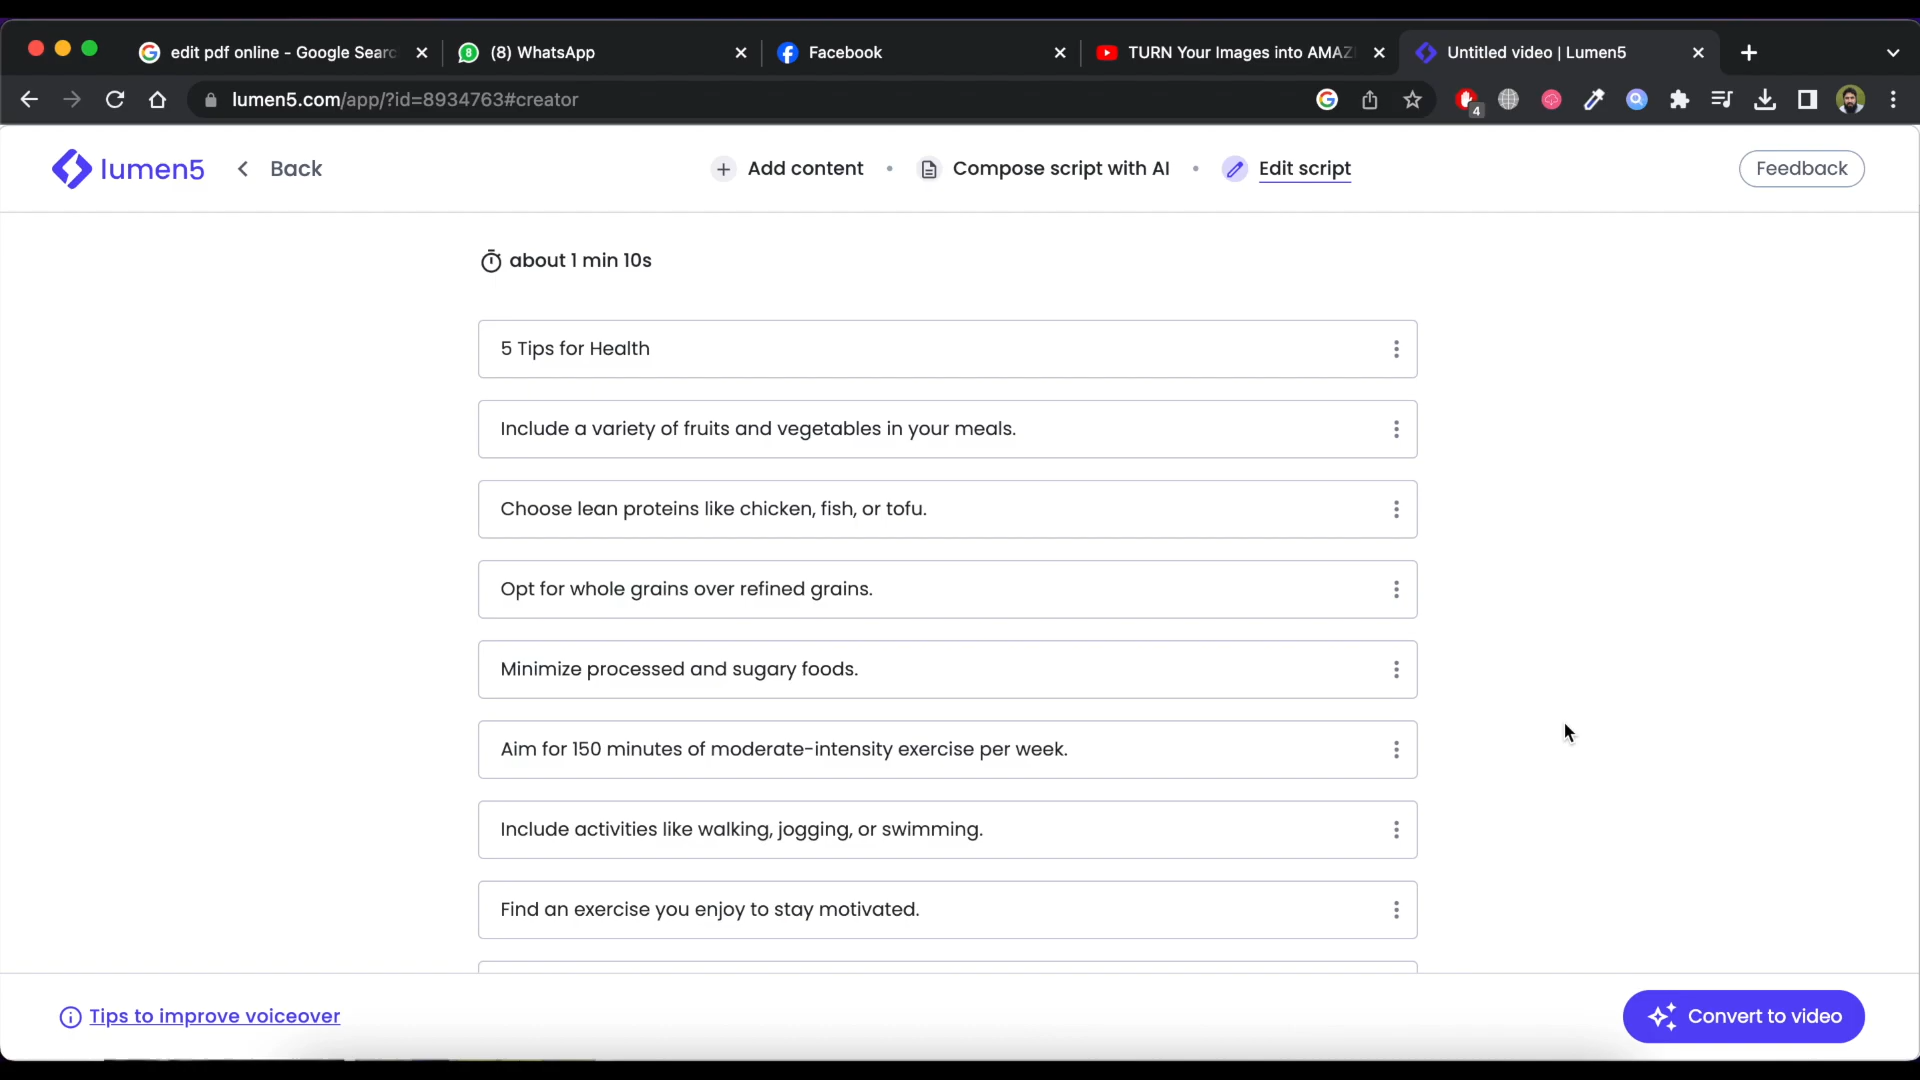 edit pdf online - Google Searc
8 (8) WhatsApp
Facebook
TURN Your Images into AMAZ
Untitled video | Lumen5
lumen5.com/app/?id=8934763#creator
4
lumen5
Back
Add content
Compose script with AI
Edit script
Feedback
about 1 min 10s
5 Tips for Health
Include a variety of fruits and vegetables in your meals.
Choose lean proteins like chicken, fish, or tofu.
Opt for whole grains over refined grains.
Minimize processed and sugary foods.
Aim for 150 minutes of moderate-intensity exercise per week.
Include activities like walking, jogging, or swimming.
Find an exercise you enjoy to stay motivated.
Tips to improve voiceover
Convert to video